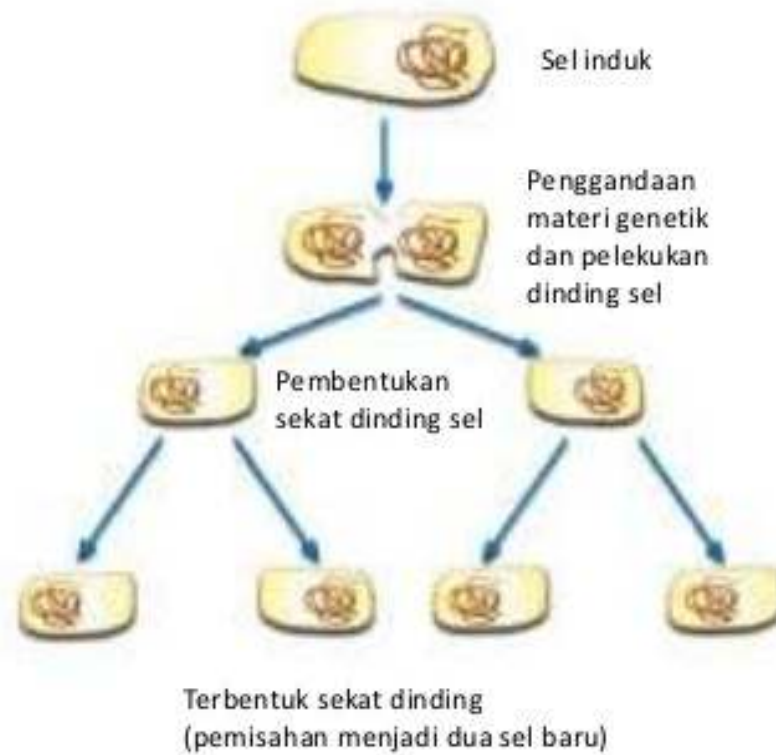 Sel induk
Penggandaan
materi genetik
dan pelekukan
dinding sel
Pembentukan
sekat dinding sel
Terbentuk sekat dinding
(pemisahan menjadi dua sel baru)